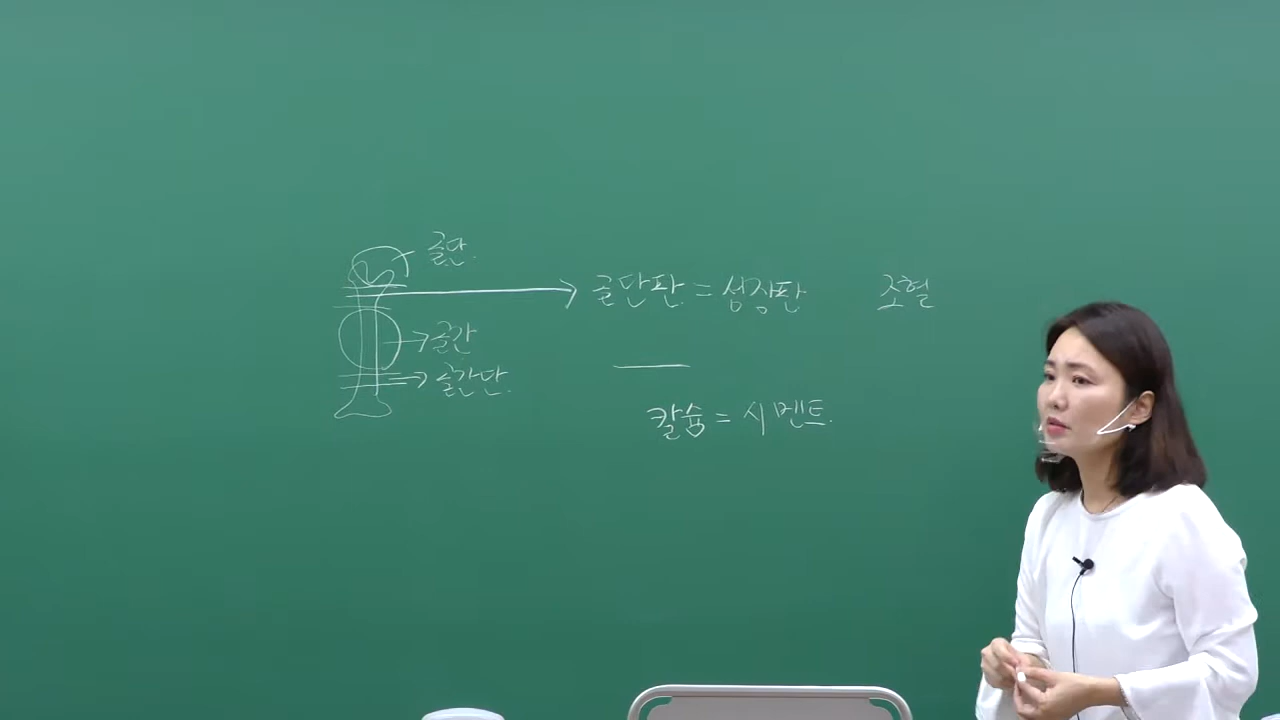 골단.
골단판 = 성장판 조혈
골간
골간단.
칼슘 = 시멘트.